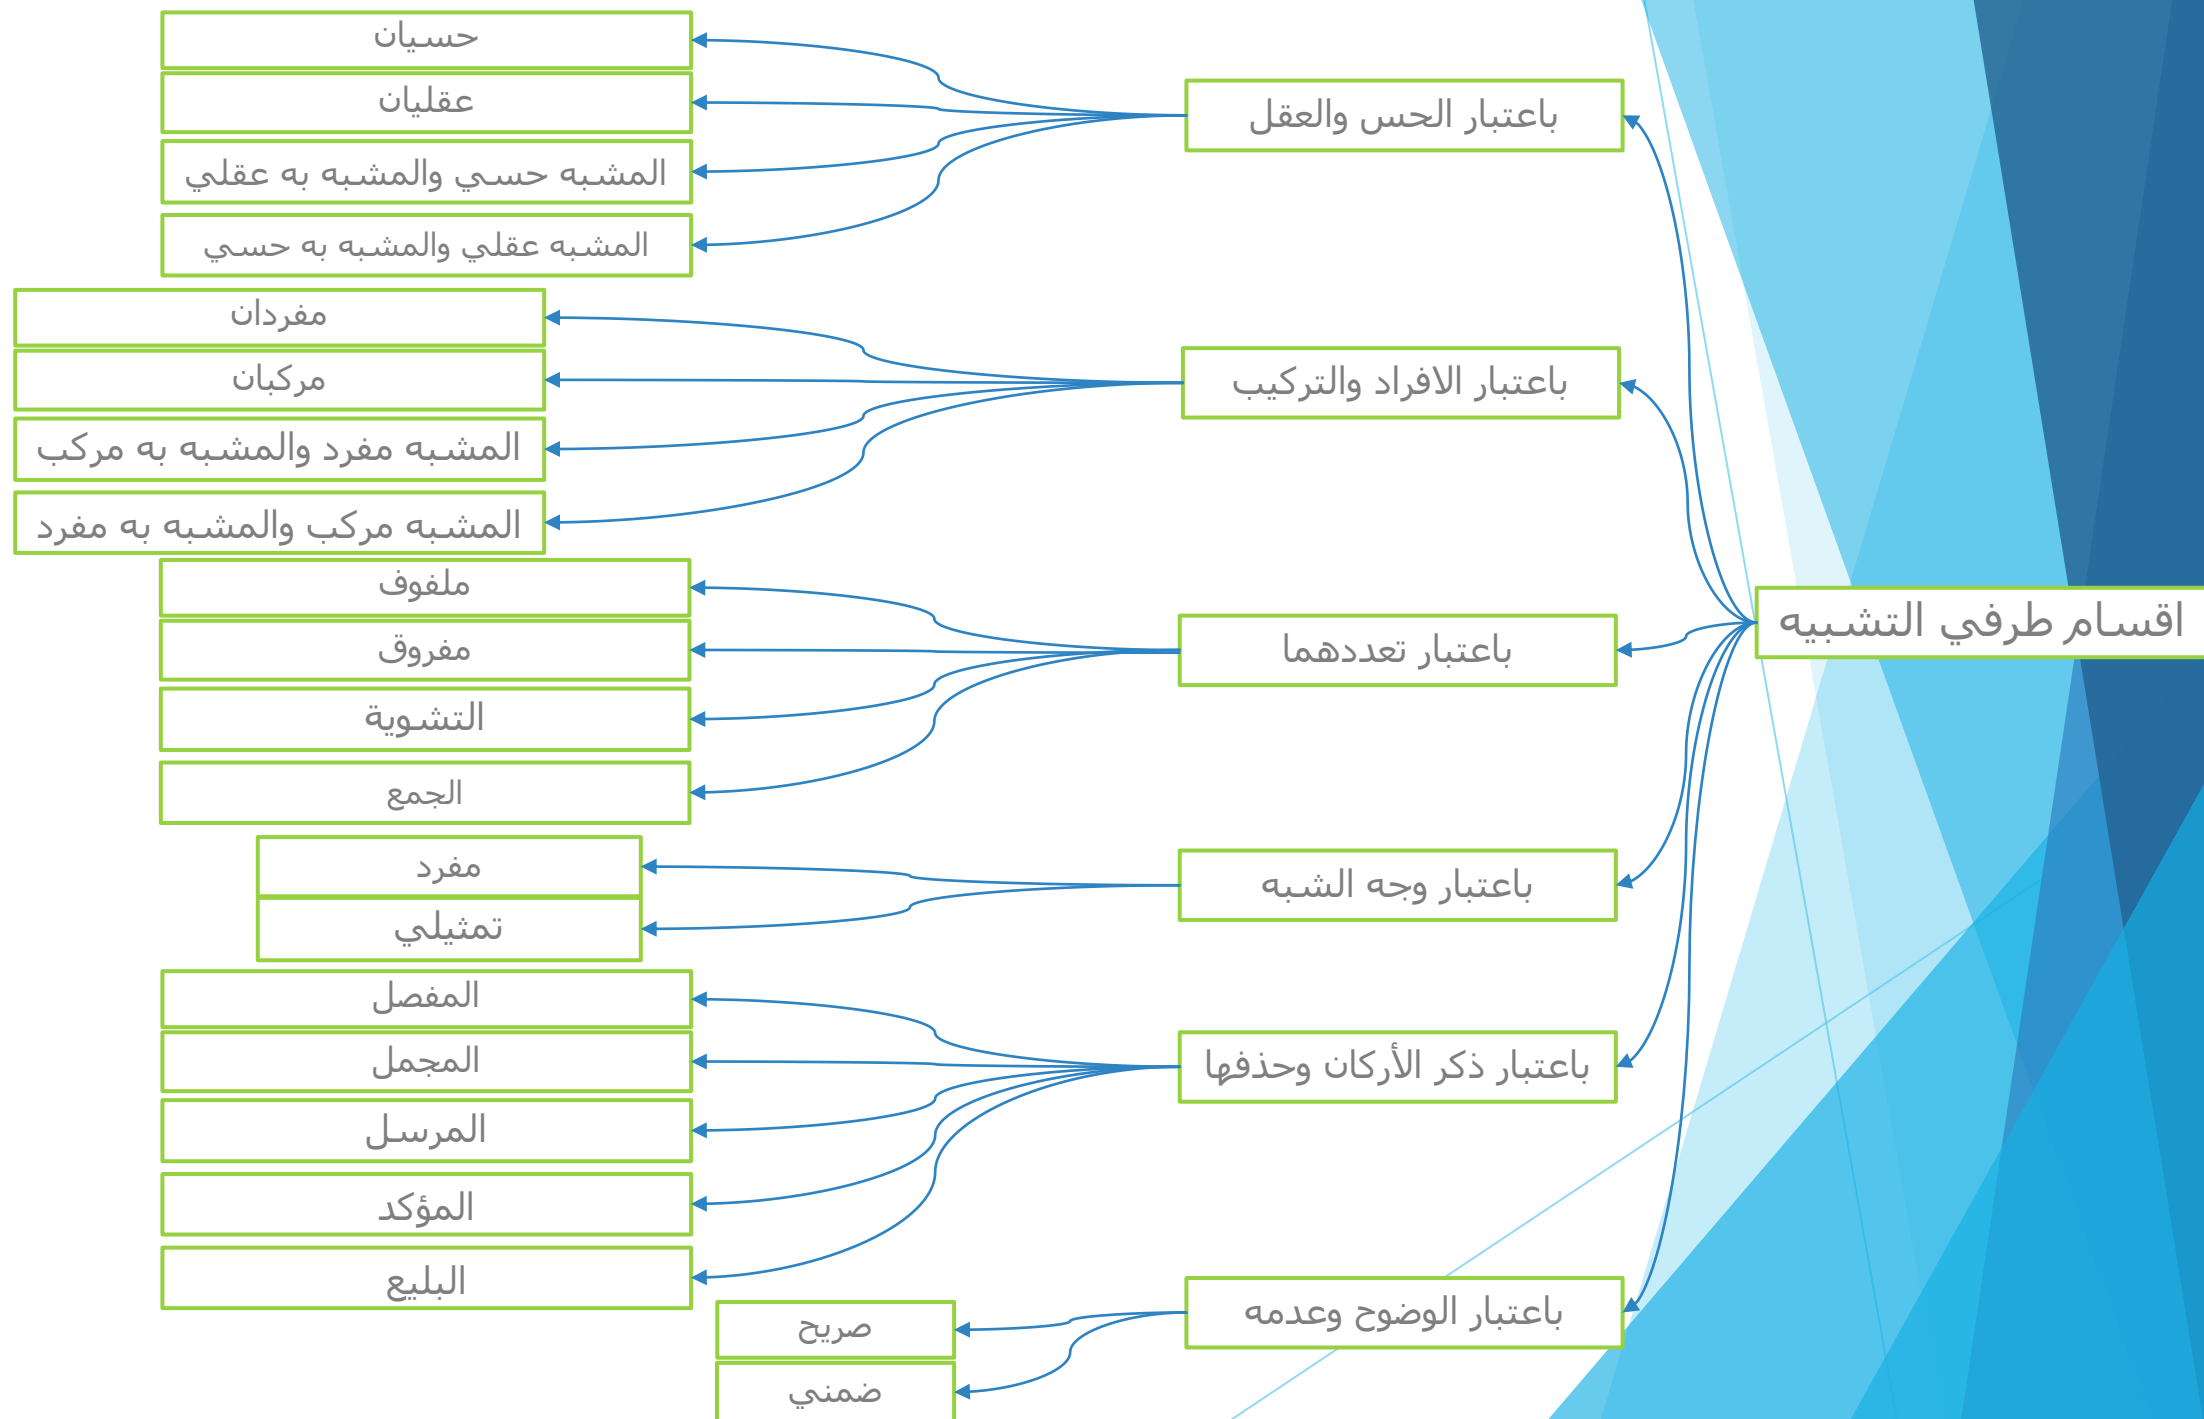 اقسام طرفي التشبيه
باعتبار الحس والعقل
حسيان
عقليان
المشبه حسي والمشبه به عقلي
المشبه عقلي والمشبه به حسي
باعتبار الافراد والتركيب
مفردان
مركبان
المشبه مفرد والمشبه به مركب
المشبه مركب والمشبه به مفرد
باعتبار تعددهما
ملفوف
مفروق
التشوية
الجمع
باعتبار وجه الشبه
مفرد
تمثيلي
باعتبار ذكر الأركان وحذفها
المفصل
المجمل
المرسل
المؤكد
البليع
باعتبار الوضوح وعدمه
صريح
ضمني